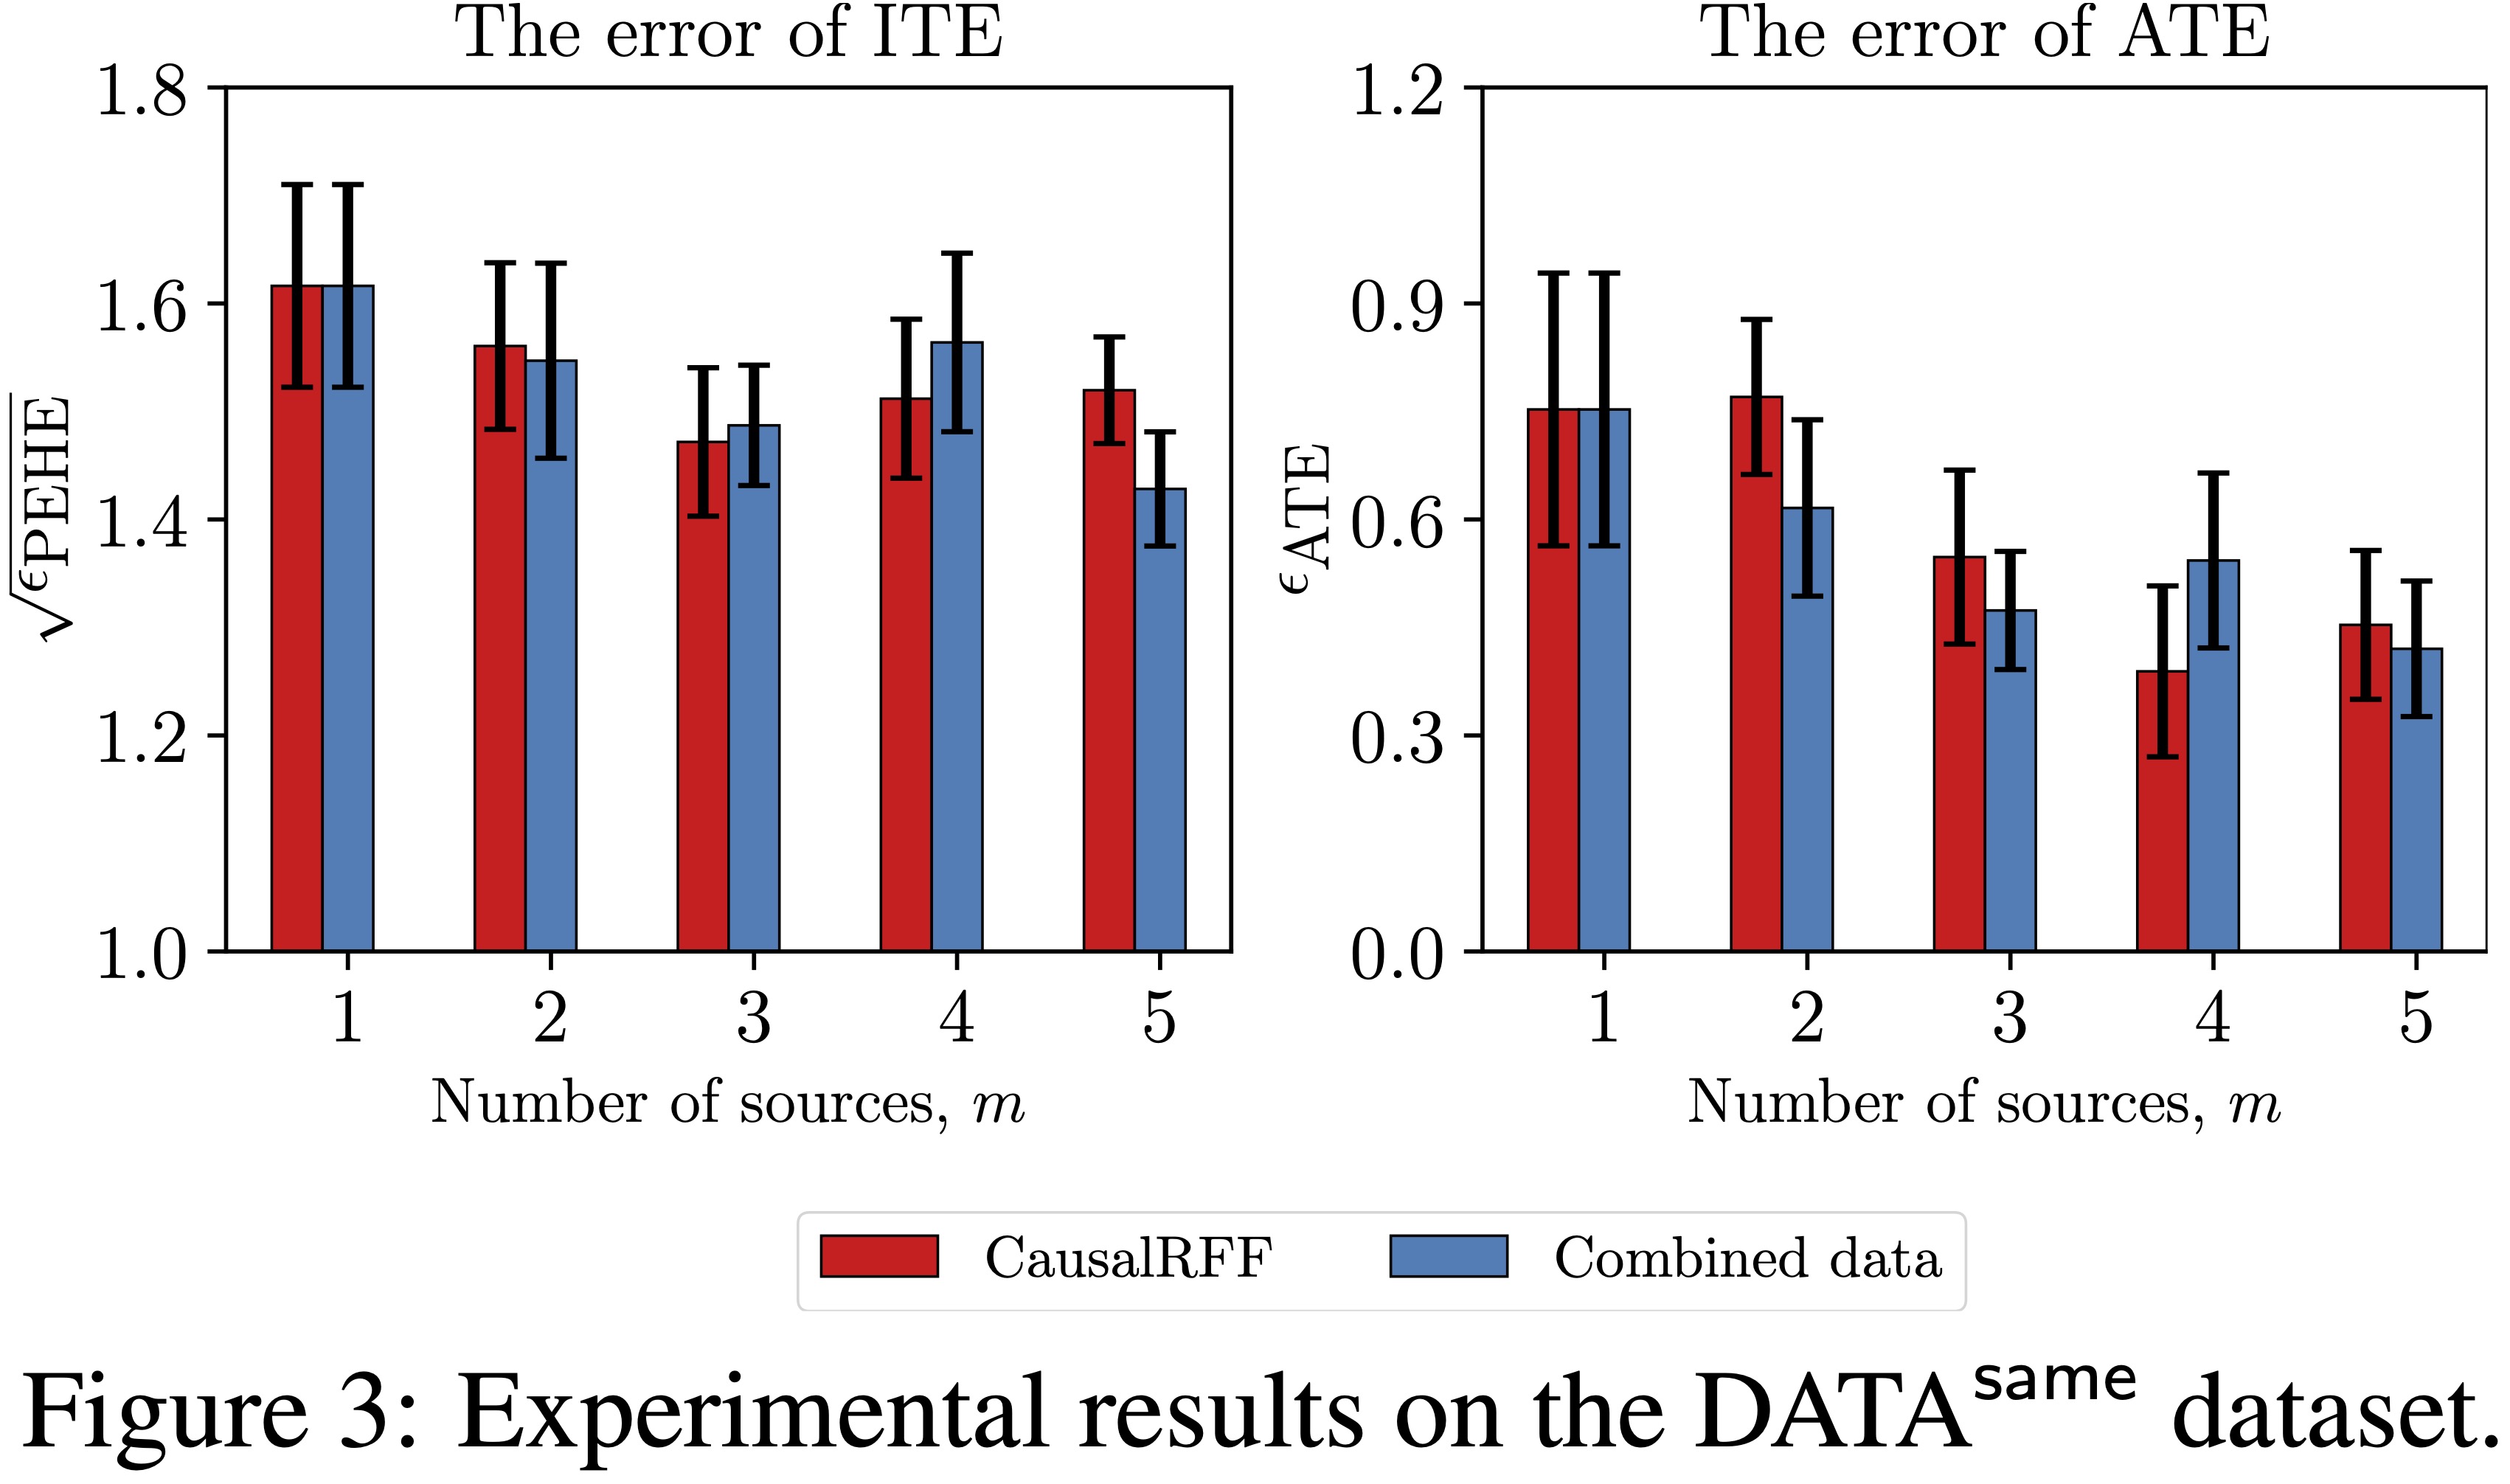 The error of ITE
The error of ATE
1.8
1.6
1.4
1.2
1.0
√ϵPEHE
1 2 3 4 5
Number of sources, m
1.2
0.9
0.6
0.3
0.0
ϵATE
1 2 3 4 5
Number of sources, m
CausalRFF Combined data
Figure 3: Experimental results on the DATAsame dataset.